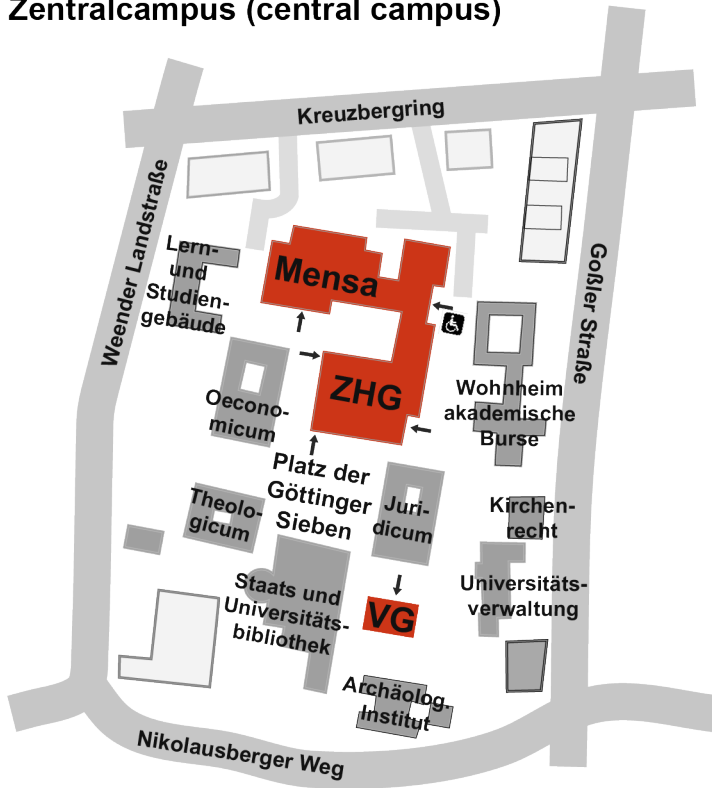 Zentralcampus (central campus)
Kreuzbergring
Weender Landstraße
Goßler Straße
Lern-
und
Studien-
gebäude
Mensa
ZHG
Oecono-
micum
Wohnheim
akademische
Burse
Platz der
Göttinger
Sieben
Theolo-
gicum
Juri-
dicum
Kirchen-
recht
Staats und
Universitäts-
bibliothek
VG
Universitäts-
verwaltung
Archäolog.
Institut
Nikolausberger Weg